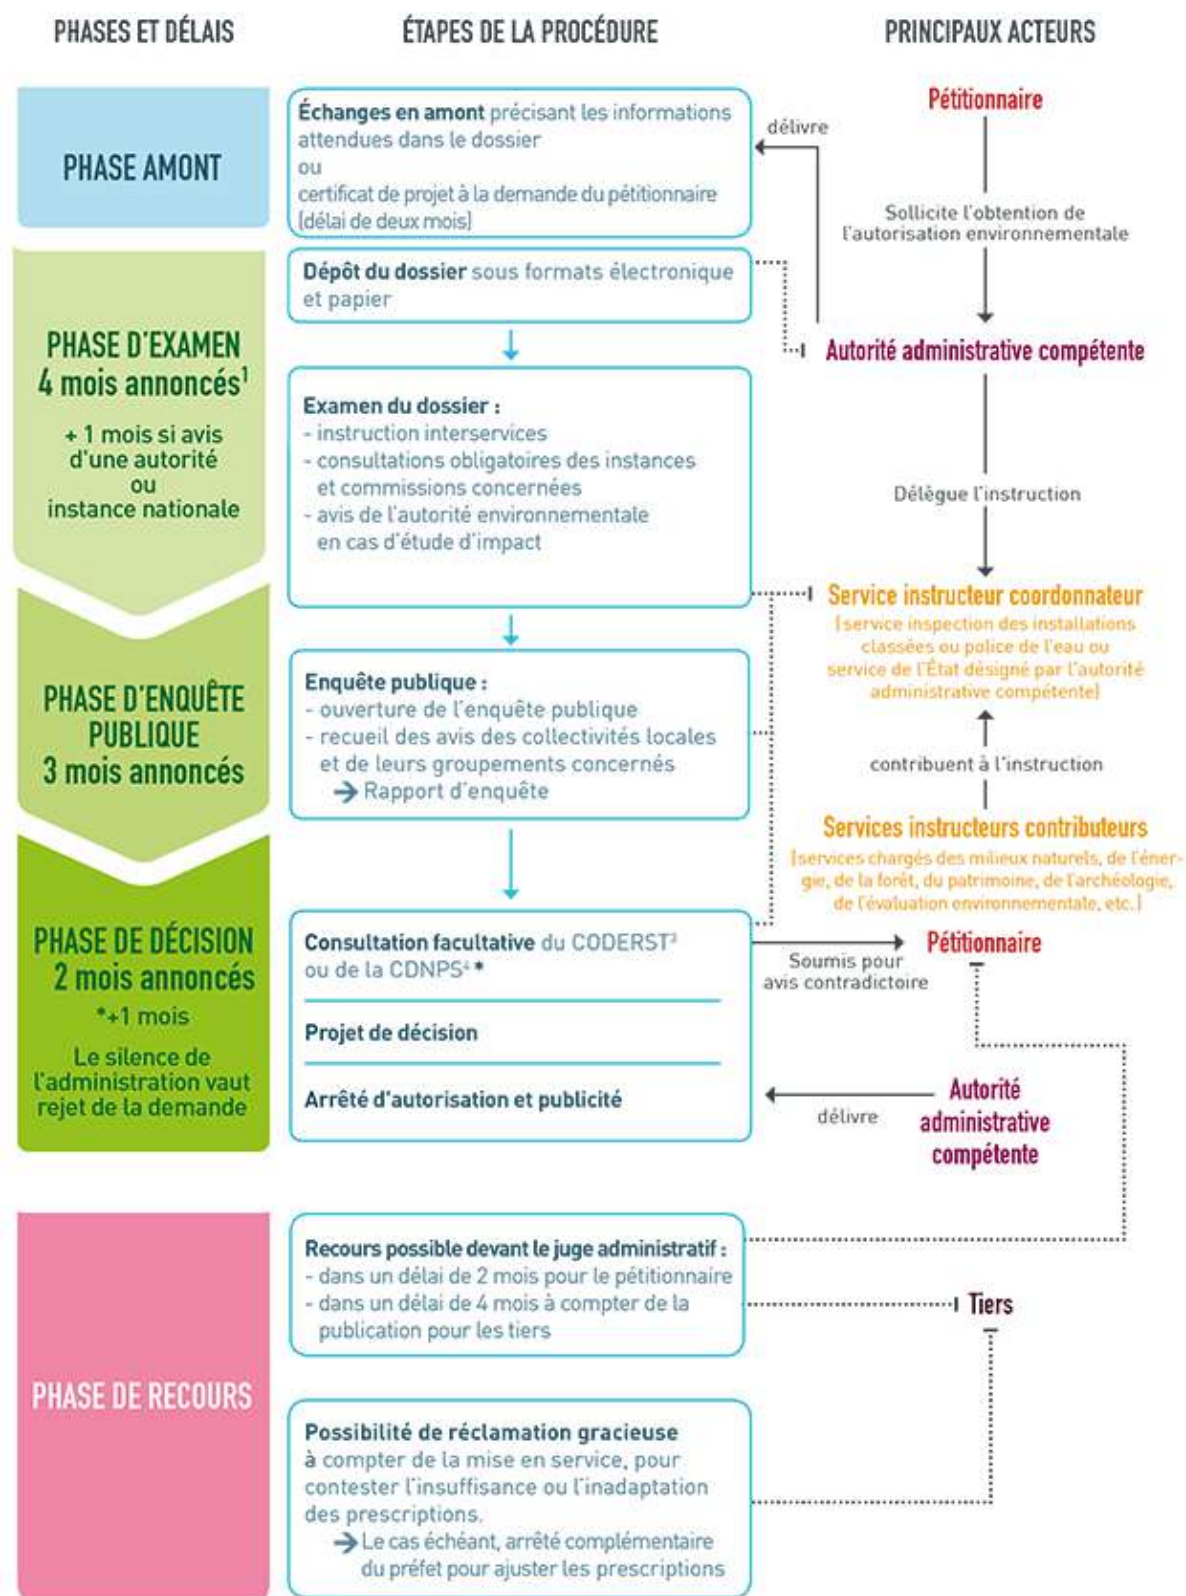 PHASES ET DÉLAIS
ÉTAPES DE LA PROCÉDURE
PRINCIPAUX ACTEURS
PHASE AMONT
Échanges en amont précisant les informations
attendues dans le dossier
ou
certificat de projet à la demande du pétitionnaire
(délai de deux mois)
délivre
Pétitionnaire
Sollicite l'obtention de
l'autorisation environnementale
PHASE D'EXAMEN
4 mois annoncés¹
+ 1 mois si avis
d'une autorité
ou
instance nationale
Dépôt du dossier sous formats électronique
et papier
Autorité administrative compétente
Examen du dossier :
- instruction interservices
- consultations obligatoires des instances
et commissions concernées
- avis de l'autorité environnementale
en cas d'étude d'impact
Délègue l'instruction
Service instructeur coordonnateur
(service inspection des installations
classées ou police de l'eau ou
service de l'État désigné par l'autorité
administrative compétente)
PHASE D'ENQUÊTE
PUBLIQUE
3 mois annoncés
Enquête publique :
- ouverture de l'enquête publique
- recueil des avis des collectivités locales
et de leurs groupements concernés
→ Rapport d'enquête
contribuent à l'instruction
Services instructeurs contributeurs
(services chargés des milieux naturels, de l'éner-
gie, de la forêt, du patrimoine, de l'archéologie,
de l'évaluation environnementale, etc.)
PHASE DE DÉCISION
2 mois annoncés
*+1 mois
Le silence de
l'administration vaut
rejet de la demande
Consultation facultative du CODERST³
ou de la CDNPS⁴ *
Projet de décision
Arrêté d'autorisation et publicité
Soumis pour
avis contradictoire
Pétitionnaire
délivre
Autorité
administrative
compétente
PHASE DE RECOURS
Recours possible devant le juge administratif :
- dans un délai de 2 mois pour le pétitionnaire
- dans un délai de 4 mois à compter de la
publication pour les tiers
Tiers
Possibilité de réclamation gracieuse
à compter de la mise en service, pour
contester l'insuffisance ou l'inadaptation
des prescriptions.
→ Le cas échéant, arrêté complémentaire
du préfet pour ajuster les prescriptions